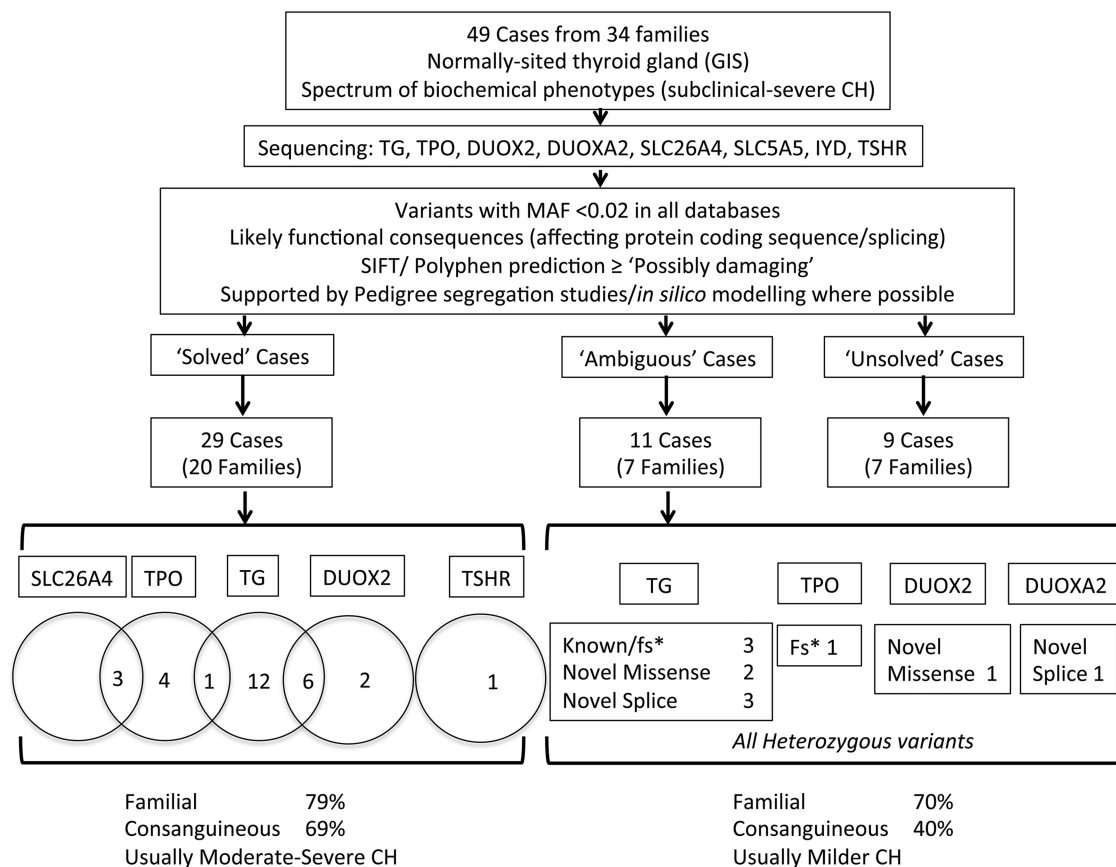 49 Cases from 34 families
Normally-sited thyroid gland (GIS)
Spectrum of biochemical phenotypes (subclinical-severe CH)
Sequencing: TG, TPO, DUOX2, DUOXA2, SLC26A4, SLC5A5, IYD, TSHR
Variants with MAF <0.02 in all databases
Likely functional consequences (affecting protein coding sequence/splicing)
SIFT/ Polyphen prediction ≥ ‘Possibly damaging’
Supported by Pedigree segregation studies/in silico modelling where possible
‘Solved’ Cases
‘Ambiguous’ Cases
‘Unsolved’ Cases
29 Cases
(20 Families)
11 Cases
(7 Families)
9 Cases
(7 Families)
SLC26A4 TPO TG DUOX2 TSHR
3 4 1 12 6 2 1
TG TPO DUOX2 DUOXA2
Known/fs* 3
Novel Missense 2
Novel Splice 3
Fs* 1
Novel
Missense 1
Novel
Splice 1
All Heterozygous variants
Familial 79%
Consanguineous 69%
Usually Moderate-Severe CH
Familial 70%
Consanguineous 40%
Usually Milder CH